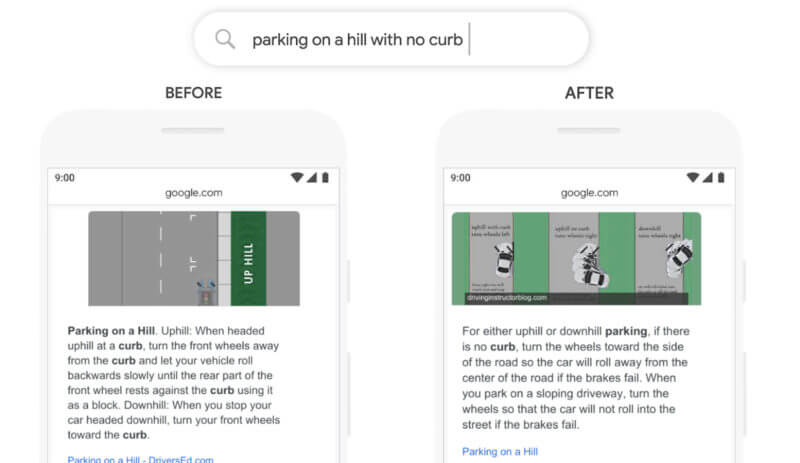 parking on a hill with no curb
BEFORE
9:00
google.com
UP HILL
Parking on a Hill. Uphill: When headed
uphill at a curb, turn the front wheels away
from the curb and let your vehicle roll
backwards slowly until the rear part of the
front wheel rests against the curb using it
as a block. Downhill: When you stop your
car headed downhill, turn your front wheels
toward the curb.
Parking on a Hill - DriversEd.com
AFTER
9:00
google.com
uphill with curb
turn wheels left
uphill no curb
turn wheels right
downhill
turn wheels right
drivinginstructorblog.com
For either uphill or downhill parking, if there
is no curb, turn the wheels toward the side
of the road so the car will roll away from the
center of the road if the brakes fail. When
you park on a sloping driveway, turn the
wheels so that the car will not roll into the
street if the brakes fail.
Parking on a Hill